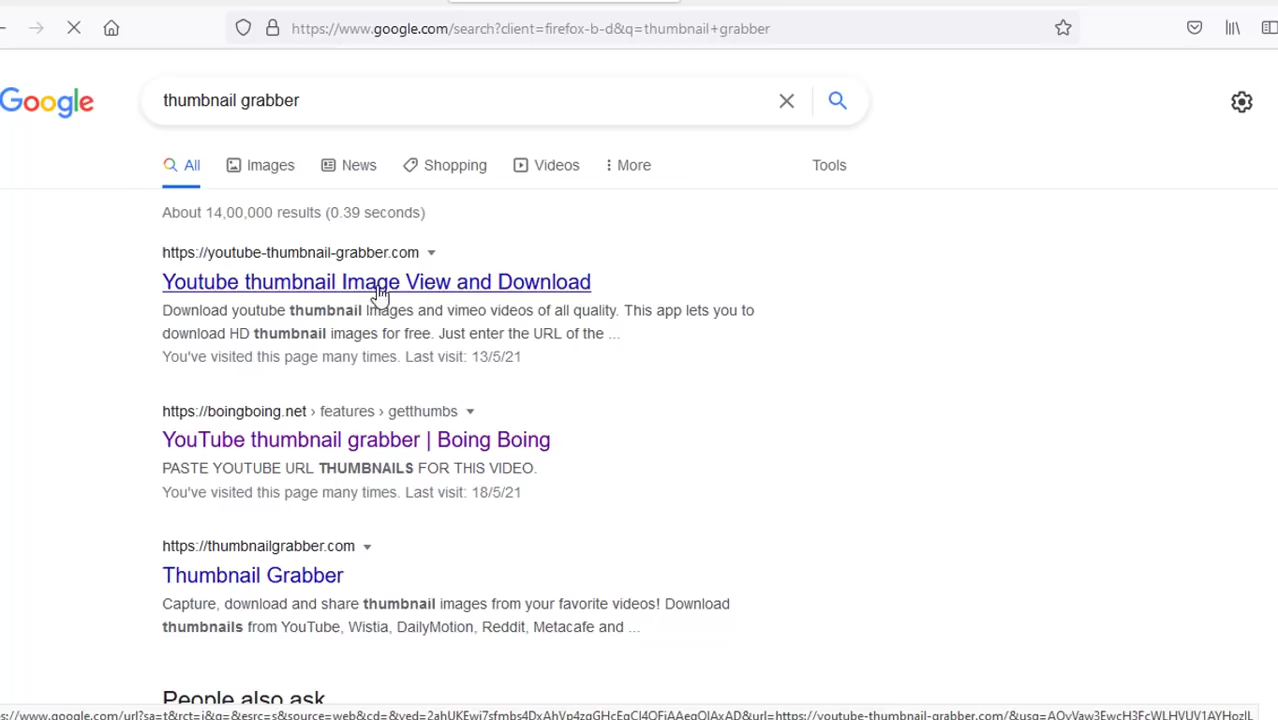 https://www.google.com/search?client=firefox-b-d&q=thumbnail+grabber
Google
thumbnail grabber
All
Images
News
Shopping
Videos
More
Tools
About 14,00,000 results (0.39 seconds)
https://youtube-thumbnail-grabber.com
Youtube thumbnail Image View and Download
Download youtube thumbnail Images and vimeo videos of all quality. This app lets you to
download HD thumbnail images for free. Just enter the URL of the ...
You've visited this page many times. Last visit: 13/5/21
https://boingboing.net › features › getthumbs
YouTube thumbnail grabber | Boing Boing
PASTE YOUTUBE URL THUMBNAILS FOR THIS VIDEO.
You've visited this page many times. Last visit: 18/5/21
https://thumbnailgrabber.com
Thumbnail Grabber
Capture, download and share thumbnail images from your favorite videos! Download
thumbnails from YouTube, Wistia, DailyMotion, Reddit, Metacafe and ...
People also ask